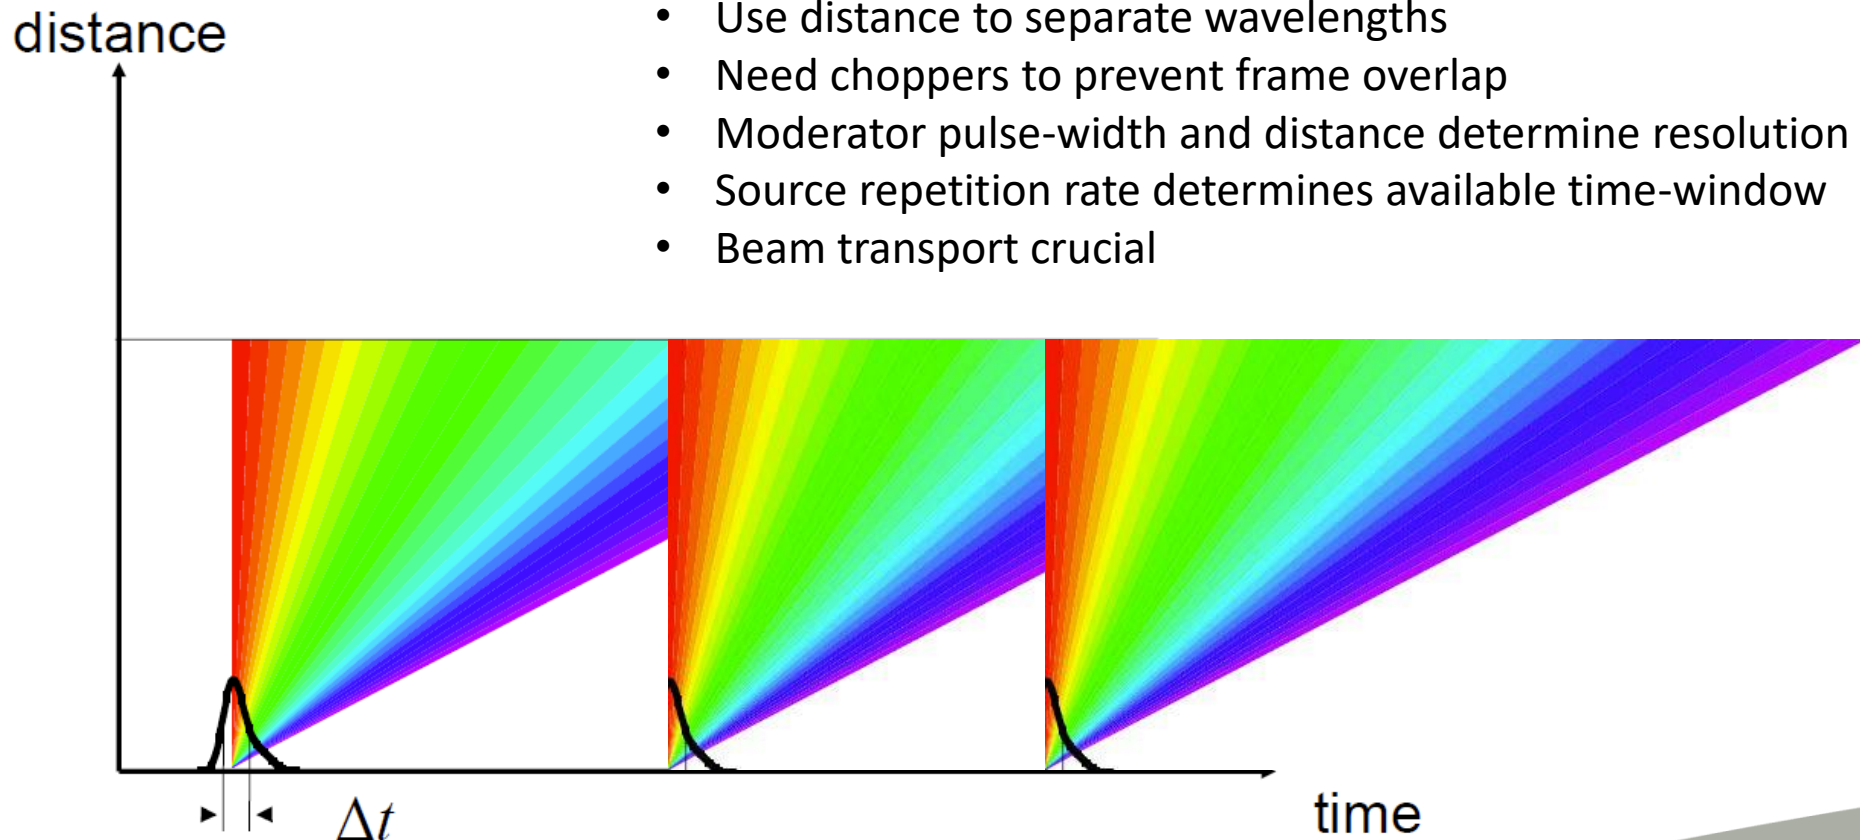 distance
• Use distance to separate wavelengths
• Need choppers to prevent frame overlap
• Moderator pulse-width and distance determine resolution
• Source repetition rate determines available time-window
• Beam transport crucial
Δt
time